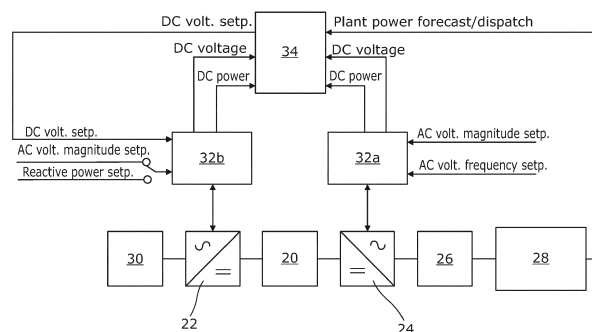 DC volt. setp.
34
Plant power forecast/dispatch
DC voltage
DC voltage
DC power
DC power
DC volt. setp.
AC volt. magnitude setp.
Reactive power setp.
32b
32a
AC volt. magnitude setp.
AC volt. frequency setp.
30
20
26
28
22
24